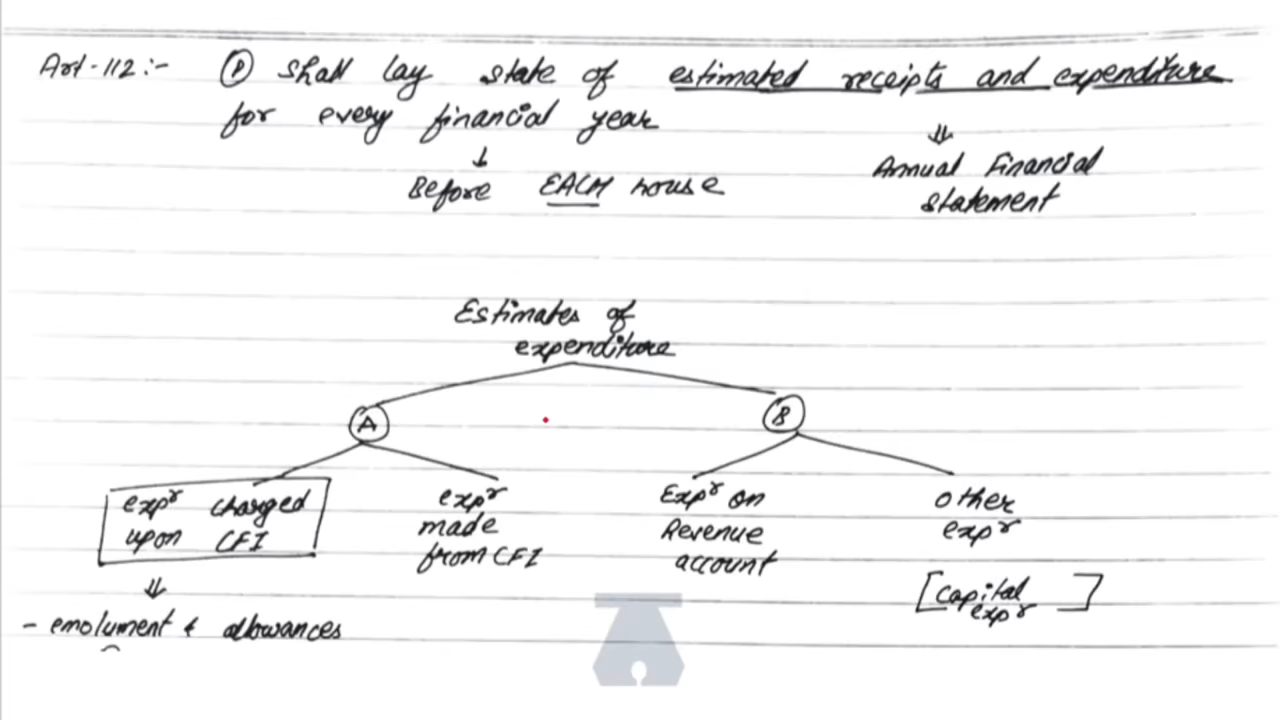 Art-112:- (P) shall lay state of estimated receipts and expenditure
for every financial year
↓
Before EACH house
⇓
Annual Financial
statement
Estimates of
expenditure
A
B
expr charged
upon CFI
expr
made
from CFI
Expr on
Revenue
account
other
expr
[capital
expr]
⇓
- emolument & allowances